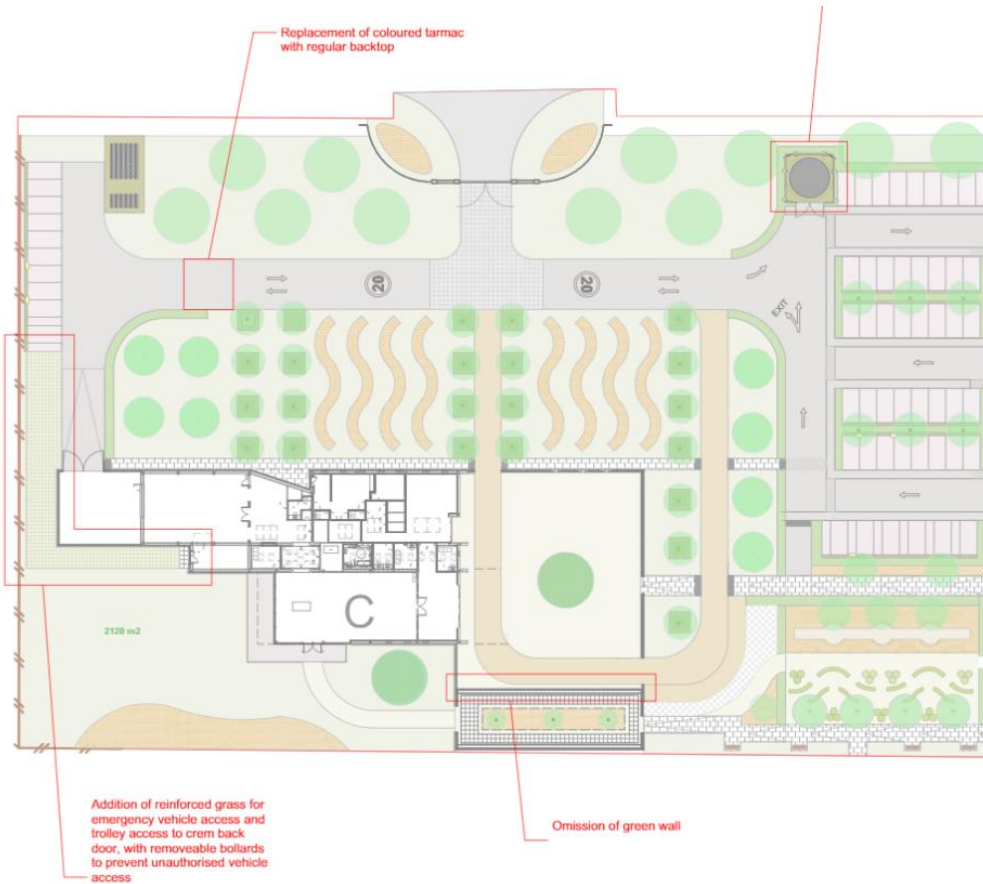 Replacement of coloured tarmac
with regular backtop
20
20
EXIT
C
2120 m2
Addition of reinforced grass for
emergency vehicle access and
trolley access to crem back
door, with removeable bollards
to prevent unauthorised vehicle
access
Omission of green wall